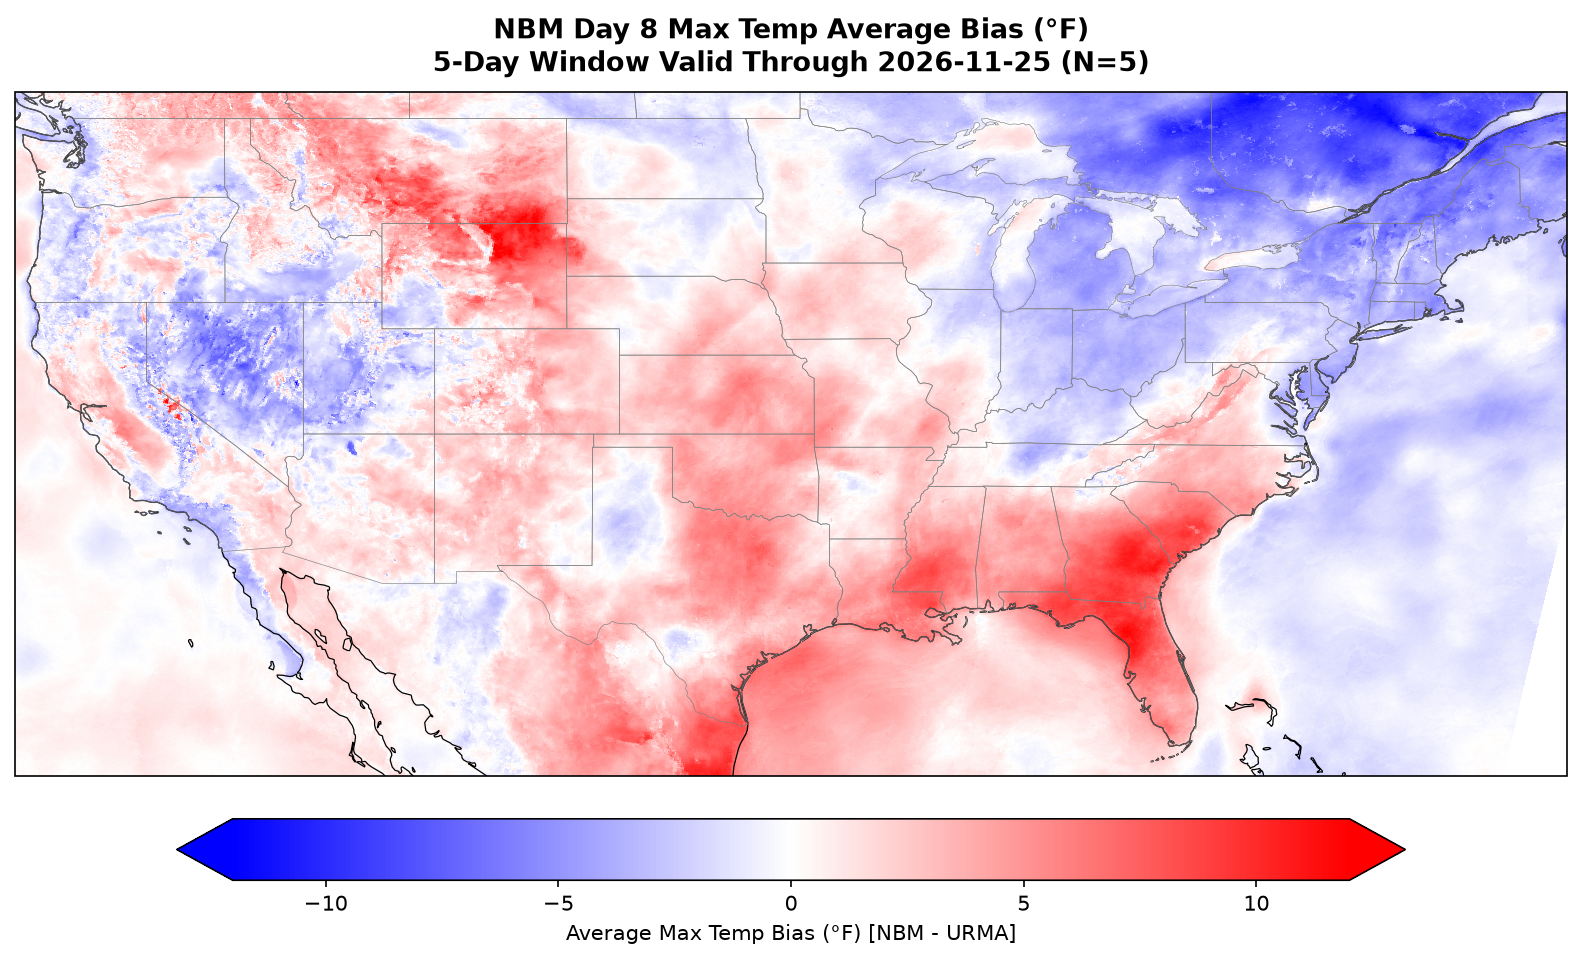 NBM Day 8 Max Temp Average Bias (°F)
5-Day Window Valid Through 2026-11-25 (N=5)
−10 −5 0 5 10
Average Max Temp Bias (°F) [NBM - URMA]